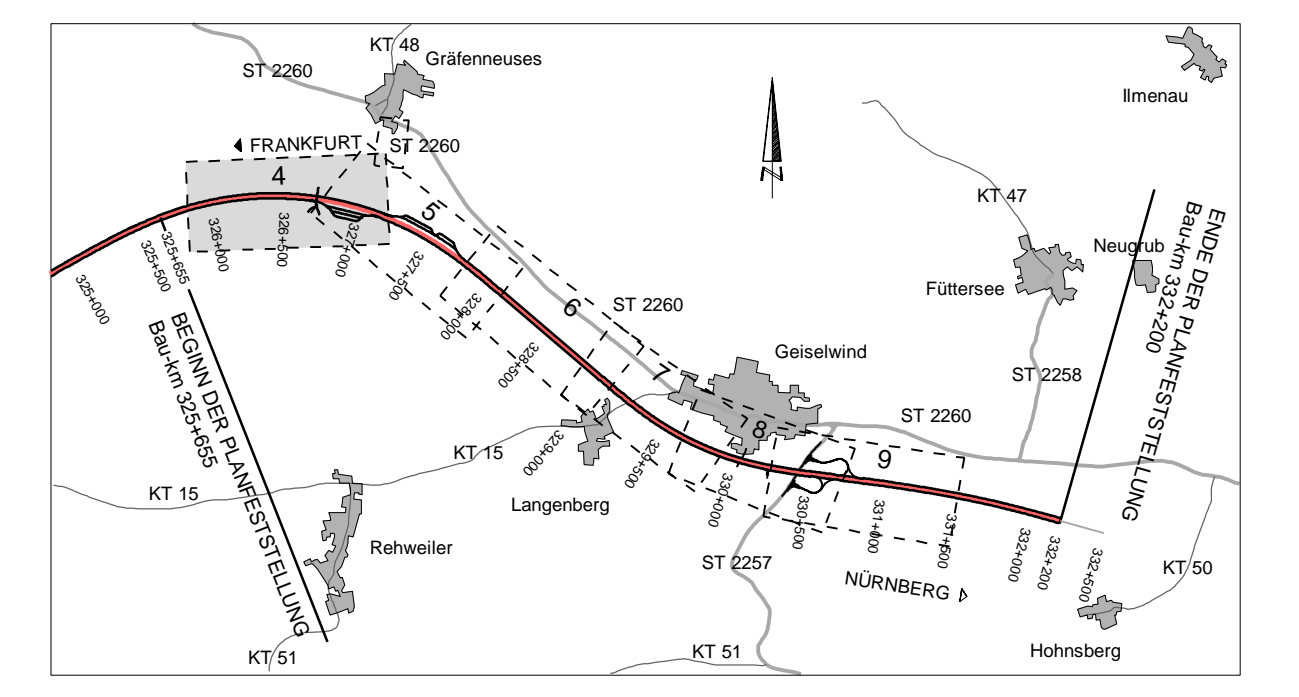 KT 48
Gräfenneuses
ST 2260
Ilmenau
FRANKFURT
ST 2260
4
5
KT 47
Neugrub
Füttersee
326+000
326+500
327+000
327+500
325+655
325+500
325+000
328+000
328+500
6
ST 2260
7
Geiselwind
ST 2258
ENDE DER PLANFESTSTELLUNG
Bau-km 332+200
BEGINN DER PLANFESTSTELLUNG
Bau-km 325+655
8
ST 2260
9
KT 15
329+000
329+500
330+000
330+500
331+000
331+500
332+000
332+200
332+500
KT 15
Langenberg
Rehweiler
ST 2257
NÜRNBERG
KT 50
Hohnsberg
KT 51
KT 51
N